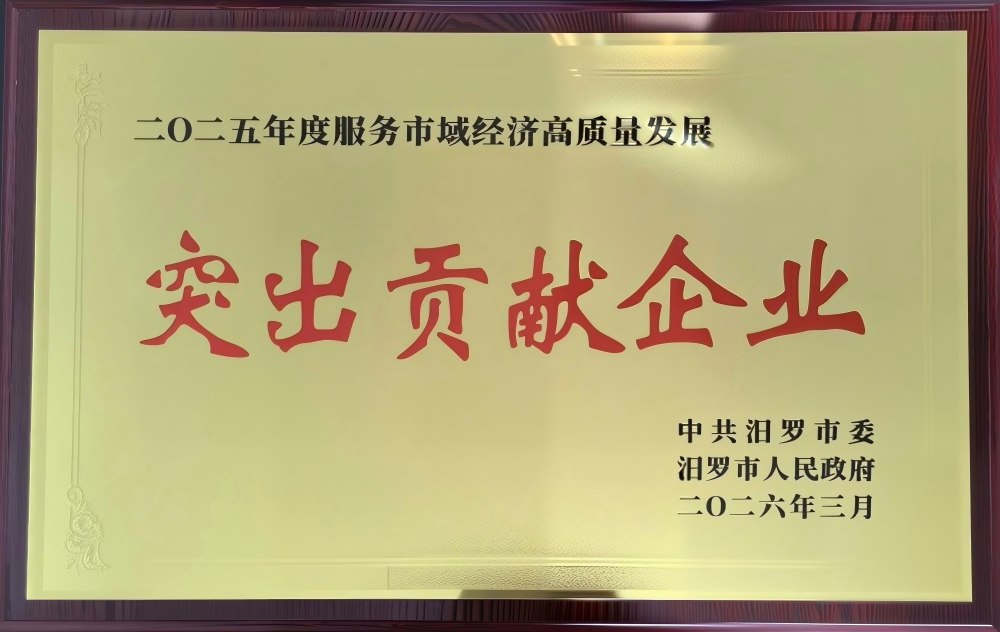 二〇二五年度服务市域经济高质量发展
突出贡献企业
中共汨罗市委
汨罗市人民政府
二〇二六年三月